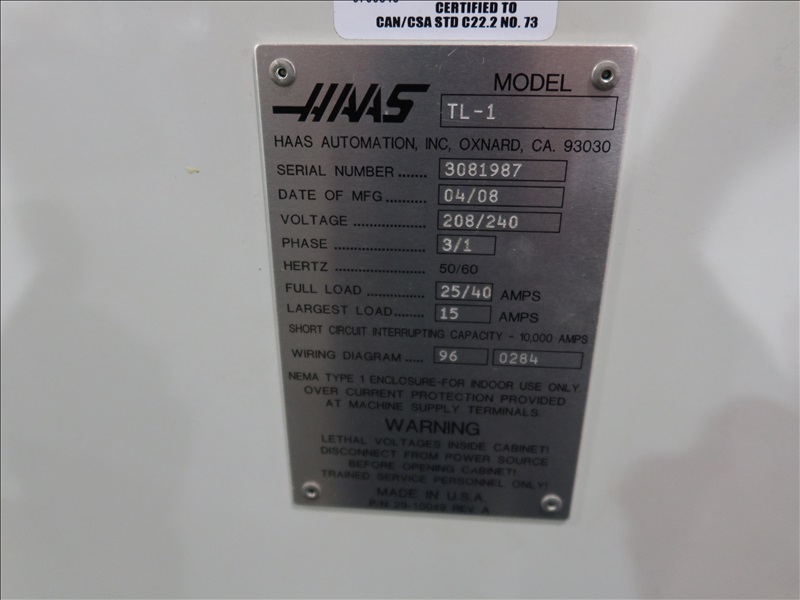 CERTIFIED TO
CAN/CSA STD C22.2 NO. 73
HAAS
MODEL
TL-1
HAAS AUTOMATION, INC, OXNARD, CA. 93030
SERIAL NUMBER ....... 3081987
DATE OF MFG ......... 04/08
VOLTAGE .................. 208/240
PHASE ..................... 3/1
HERTZ ..................... 50/60
FULL LOAD .............. 25/40 AMPS
LARGEST LOAD....... 15 AMPS
SHORT CIRCUIT INTERRUPTING CAPACITY - 10,000 AMPS
WIRING DIAGRAM ..... 96 0284
NEMA TYPE 1 ENCLOSURE-FOR INDOOR USE ONLY.
OVER CURRENT PROTECTION PROVIDED
AT MACHINE SUPPLY TERMINALS.
WARNING
LETHAL VOLTAGES INSIDE CABINET!
DISCONNECT FROM POWER SOURCE
BEFORE OPENING CABINET!
TRAINED SERVICE PERSONNEL ONLY!
MADE IN U.S.A.
P/N REV. A